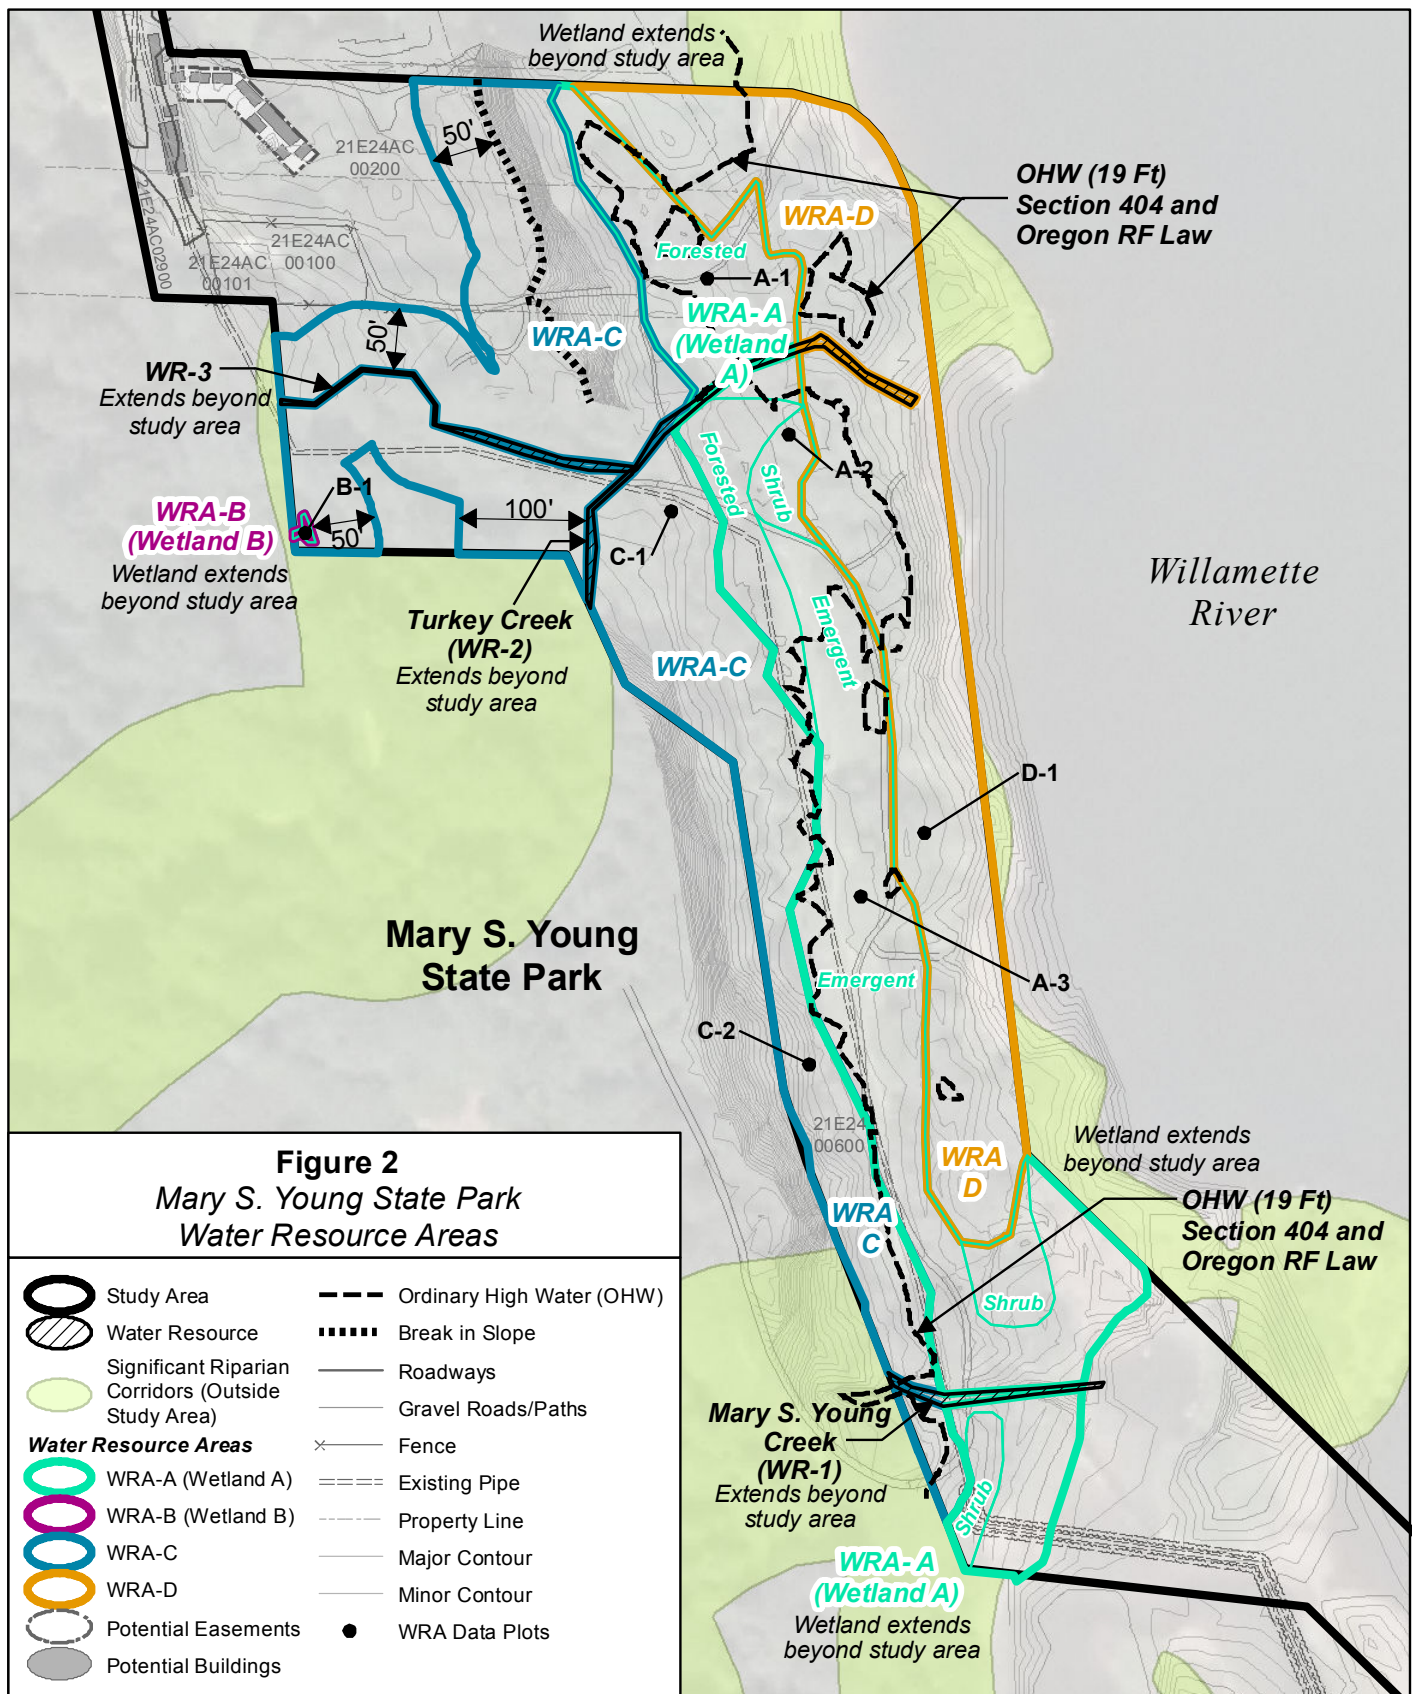 Wetland extends
beyond study area
50'
21E24AC
00200
OHW (19 Ft)
Section 404 and
Oregon RF Law
21E24AC02900
WRA-D
21E24AC
00100
21E24AC
00101
Forested
A-1
WRA-C
WRA- A
(Wetland
A)
50'
WR-3
Extends beyond
study area
Forested
A-2
Shrub
B-1
WRA-B
(Wetland B)
50'
100'
C-1
Wetland extends
beyond study area
Willamette
River
Turkey Creek
(WR-2)
Extends beyond
study area
Emergent
WRA-C
D-1
Mary S. Young
State Park
Emergent
A-3
C-2
21E24
00600
Wetland extends
beyond study area
WRA
D
OHW (19 Ft)
Section 404 and
Oregon RF Law
WRA
C
Shrub
Mary S. Young
Creek
(WR-1)
Extends beyond
study area
Shrub
WRA- A
(Wetland A)
Wetland extends
beyond study area
Figure 2
Mary S. Young State Park
Water Resource Areas
Study Area
Water Resource
Significant Riparian
Corridors (Outside
Study Area)
Water Resource Areas
WRA-A (Wetland A)
WRA-B (Wetland B)
WRA-C
WRA-D
Potential Easements
Potential Buildings
Ordinary High Water (OHW)
Break in Slope
Roadways
Gravel Roads/Paths
Fence
Existing Pipe
Property Line
Major Contour
Minor Contour
WRA Data Plots